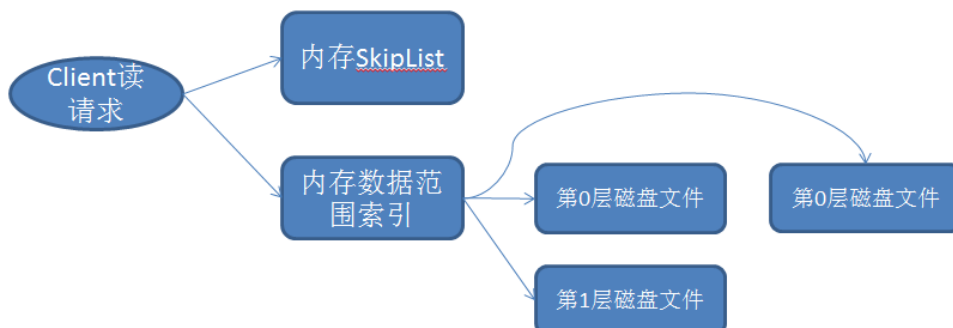 Client读
请求
内存SkipList
内存数据范
围索引
第0层磁盘文件
第0层磁盘文件
第1层磁盘文件